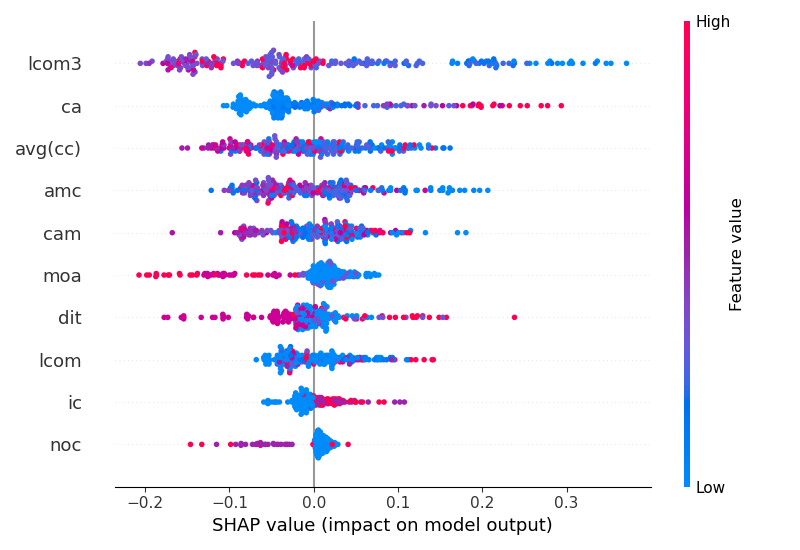 High
lcom3
ca
avg(cc)
amc
cam
moa
dit
lcom
ic
noc
Feature value
Low
−0.2 −0.1 0.0 0.1 0.2 0.3
SHAP value (impact on model output)